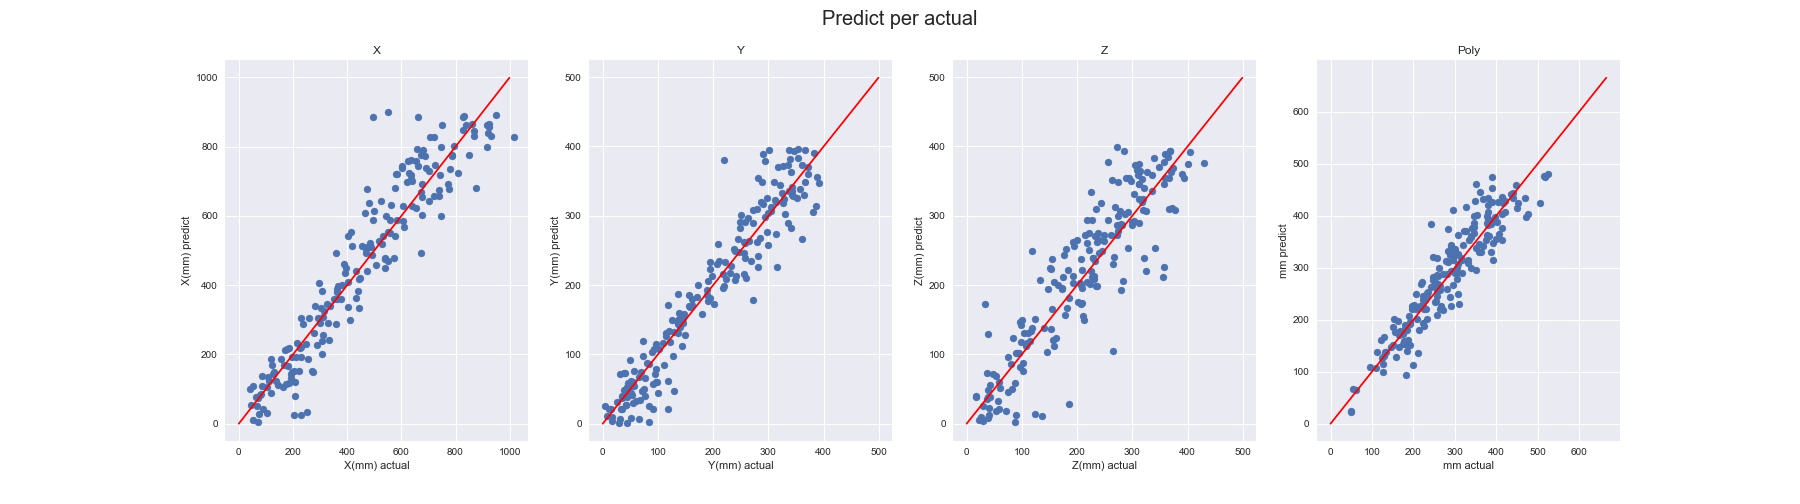 Predict per actual
X
Y
Z
Poly
X(mm) predict
1000
800
600
400
200
0
0 200 400 600 800 1000
X(mm) actual
Y(mm) predict
500
400
300
200
100
0
0 100 200 300 400 500
Y(mm) actual
Z(mm) predict
500
400
300
200
100
0
0 100 200 300 400 500
Z(mm) actual
mm predict
600
500
400
300
200
100
0
0 100 200 300 400 500 600
mm actual